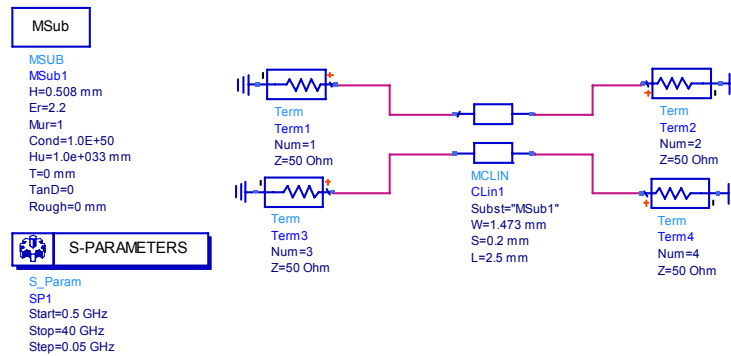 MSub
MSUB
MSub1
H=0.508 mm
Er=2.2
Mur=1
Cond=1.0E+50
Hu=1.0e+033 mm
T=0 mm
TanD=0
Rough=0 mm
S-PARAMETERS
S_Param
SP1
Start=0.5 GHz
Stop=40 GHz
Step=0.05 GHz
Term
Term1
Num=1
Z=50 Ohm
Term
Term3
Num=3
Z=50 Ohm
MCLIN
CLin1
Subst="MSub1"
W=1.473 mm
S=0.2 mm
L=2.5 mm
Term
Term2
Num=2
Z=50 Ohm
Term
Term4
Num=4
Z=50 Ohm